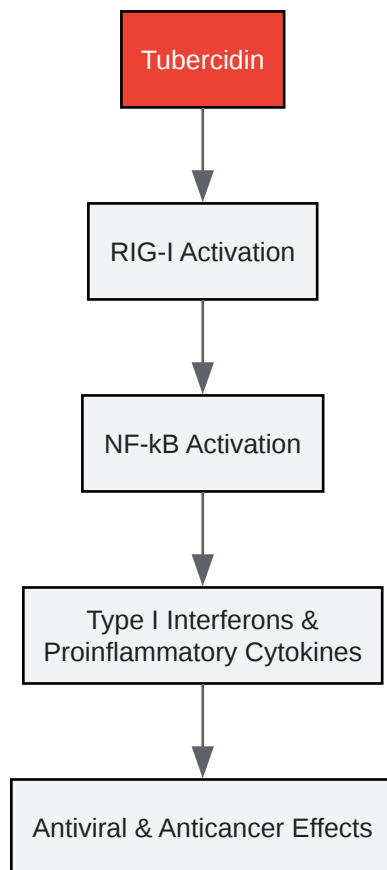 Tubercidin
RIG-I Activation
NF-kB Activation
Type I Interferons &
Proinflammatory Cytokines
Antiviral & Anticancer Effects